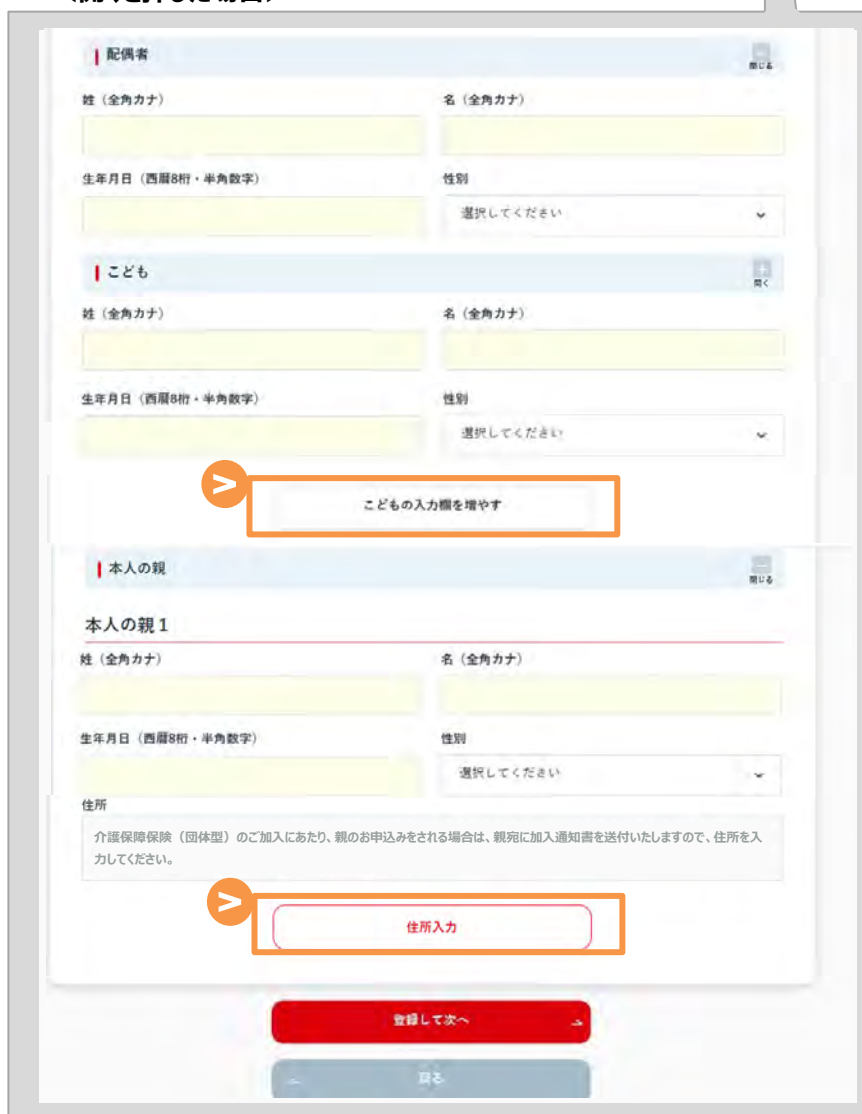 配偶者
閉じる
姓（全角カナ） 名（全角カナ）
生年月日（西暦8桁・半角数字） 性別
選択してください
こども
開く
姓（全角カナ） 名（全角カナ）
生年月日（西暦8桁・半角数字） 性別
選択してください
こどもの入力欄を増やす
本人の親
閉じる
本人の親1
姓（全角カナ） 名（全角カナ）
生年月日（西暦8桁・半角数字） 性別
選択してください
住所
介護保障保険（団体型）のご加入にあたり、親のお申込みをされる場合は、親宛に加入通知書を送付いたしますので、住所を入
力してください。
住所入力
登録して次へ
戻る